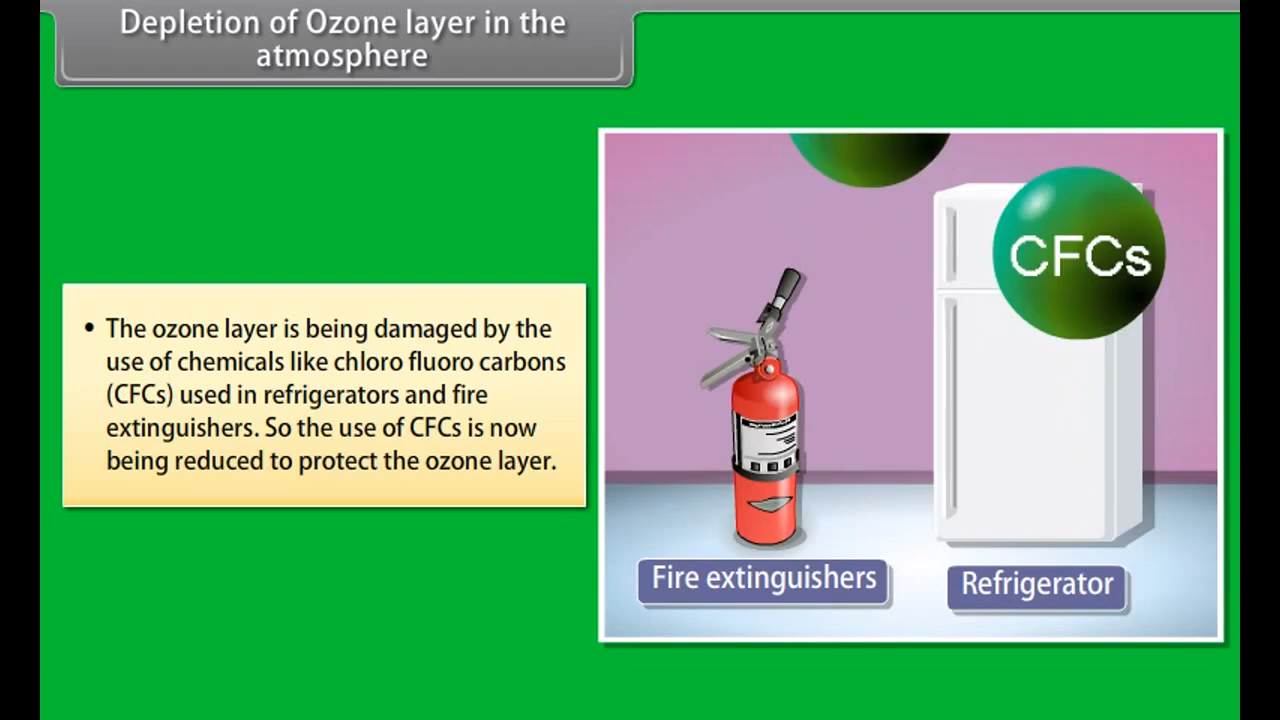 Depletion of Ozone layer in the
atmosphere
• The ozone layer is being damaged by the
use of chemicals like chloro fluoro carbons
(CFCs) used in refrigerators and fire
extinguishers. So the use of CFCs is now
being reduced to protect the ozone layer.
CFCs
Fire extinguishers
Refrigerator